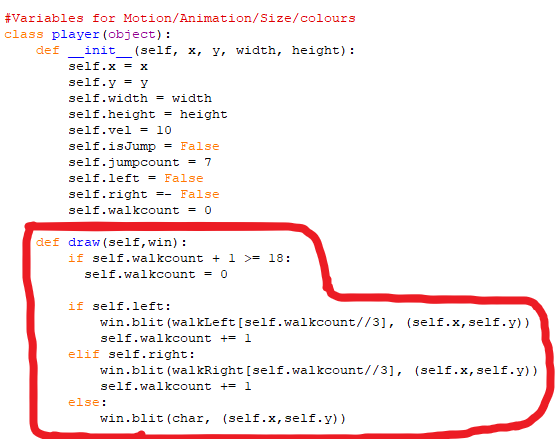 #Variables for Motion/Animation/Size/colours
class player(object):
    def __init__(self, x, y, width, height):
        self.x = x
        self.y = y
        self.width = width
        self.height = height
        self.vel = 10
        self.isJump = False
        self.jumpcount = 7
        self.left = False
        self.right =- False
        self.walkcount = 0
    def draw(self,win):
        if self.walkcount + 1 >= 18:
          self.walkcount = 0
        if self.left:
            win.blit(walkLeft[self.walkcount//3], (self.x,self.y))
            self.walkcount += 1
        elif self.right:
            win.blit(walkRight[self.walkcount//3], (self.x,self.y))
            self.walkcount += 1
        else:
            win.blit(char, (self.x,self.y))